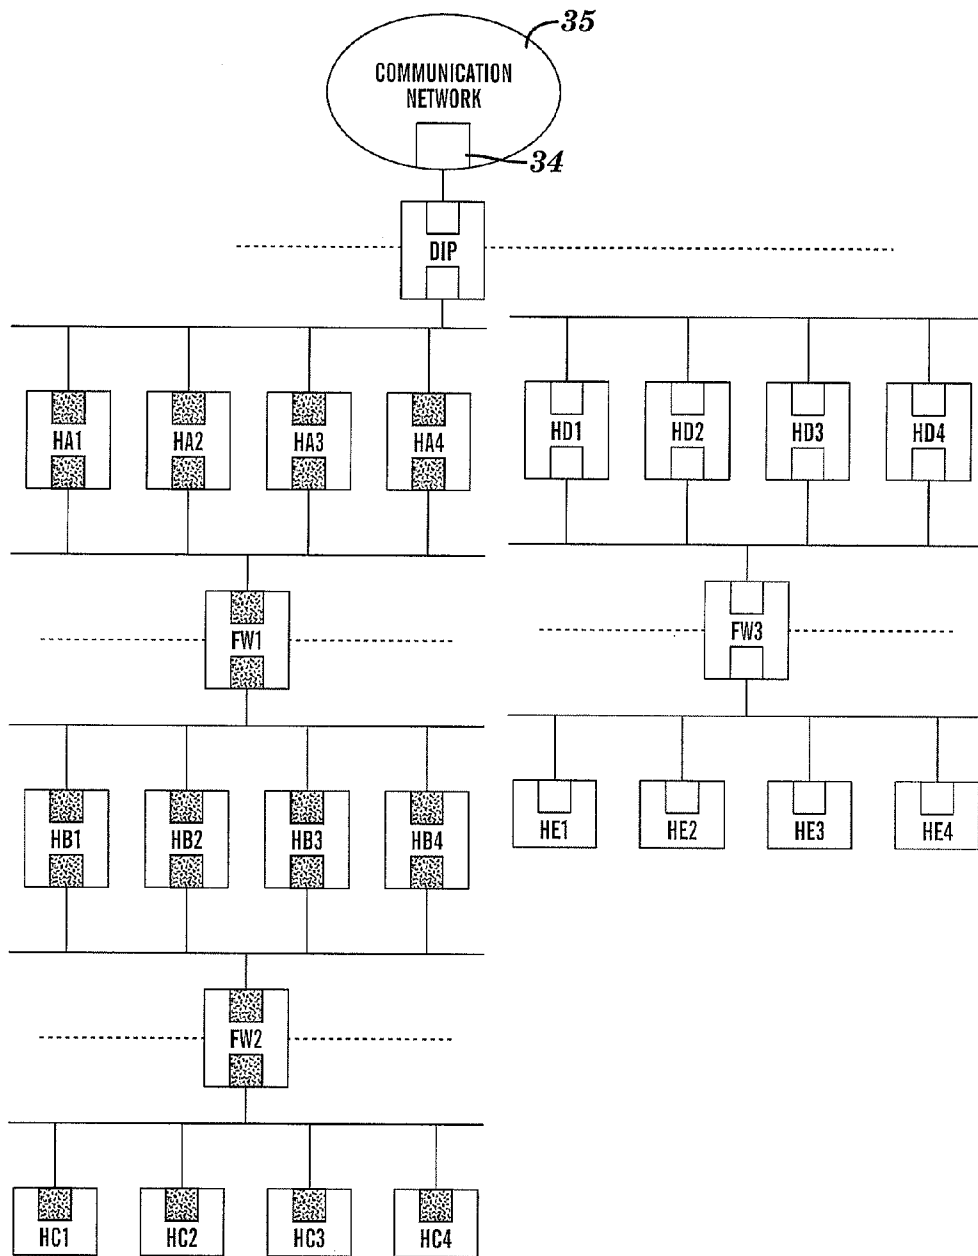 35
COMMUNICATION
NETWORK
34
DIP
HA1 HA2 HA3 HA4
HD1 HD2 HD3 HD4
FW1
FW3
HB1 HB2 HB3 HB4
HE1 HE2 HE3 HE4
FW2
HC1 HC2 HC3 HC4